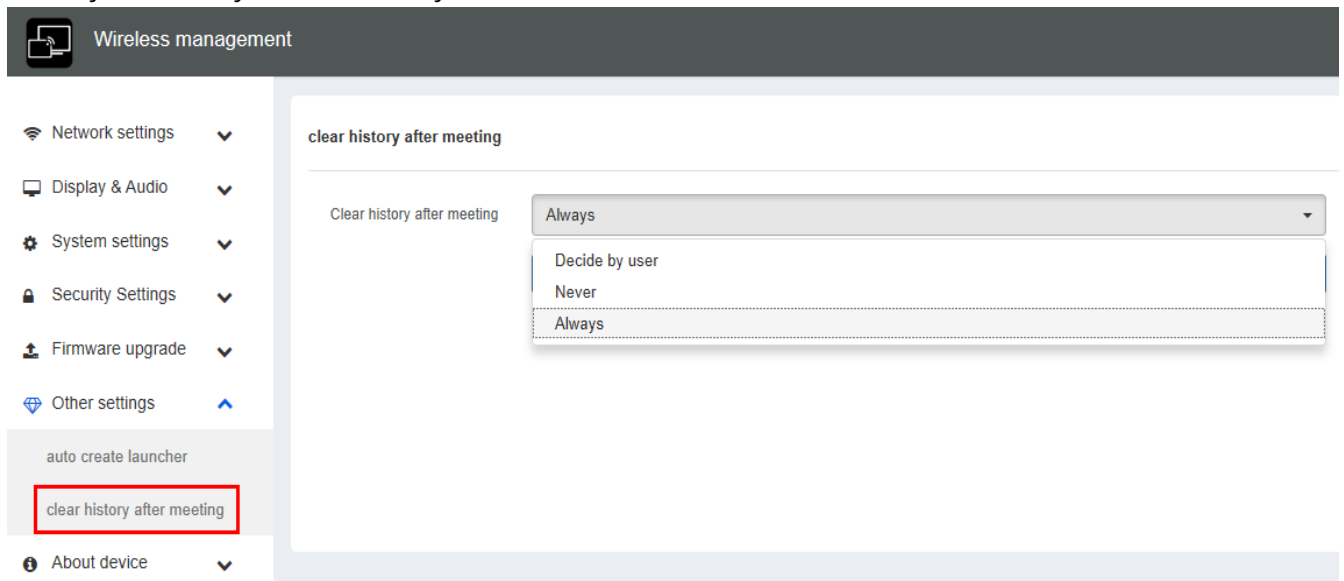 Wireless management
Network settings
Display & Audio
System settings
Security Settings
Firmware upgrade
Other settings
auto create launcher
clear history after meeting
About device
clear history after meeting
Clear history after meeting
Always
Decide by user
Never
Always